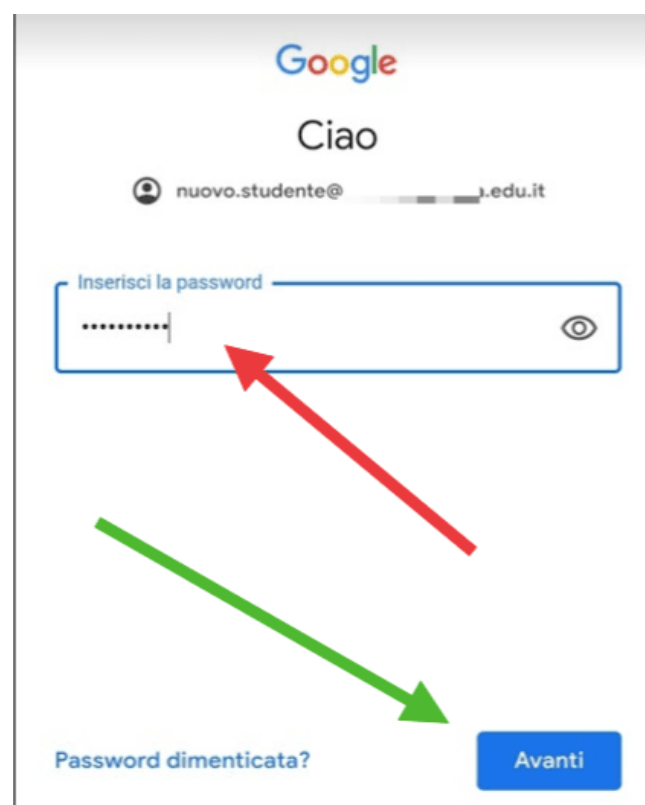 Google
Ciao
nuovo.studente@ .edu.it
Inserisci la password
••••••••••
Password dimenticata?
Avanti